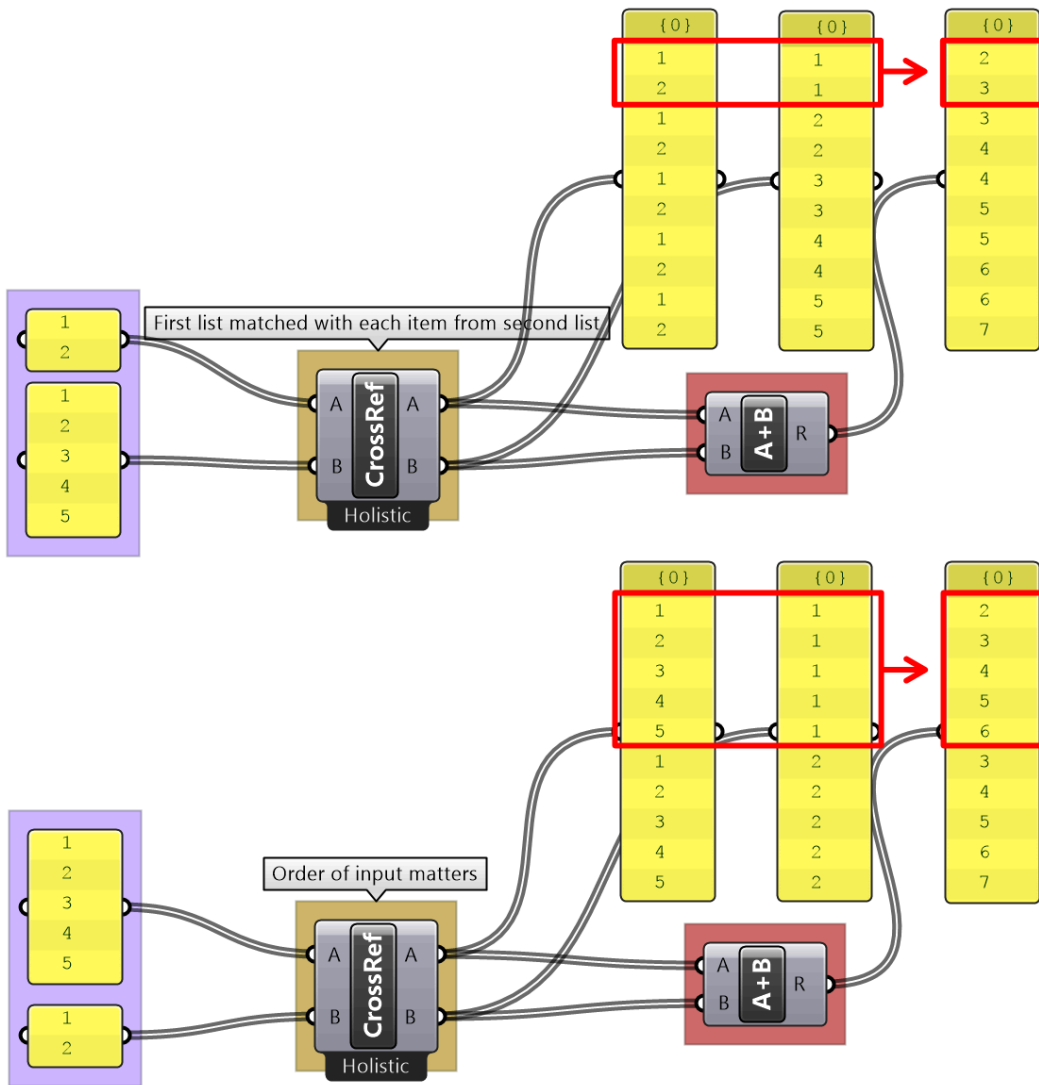 {0} {0} {0}
1 1 2
2 1 3
1 2 3
2 2 4
1 3 4
2 3 5
1 4 5
2 4 6
1 5 6
2 5 7
1
2
First list matched with each item from second list
1
2
3
4
5
A A
CrossRef
B B
Holistic
A
A+B
R
B
{0} {0} {0}
1 1 2
2 1 3
3 1 4
4 1 5
5 1 6
1 2 3
2 2 4
3 2 5
4 2 6
5 2 7
1
2
3
4
5
Order of input matters
A A
CrossRef
B B
Holistic
A
A+B
R
B
1
2